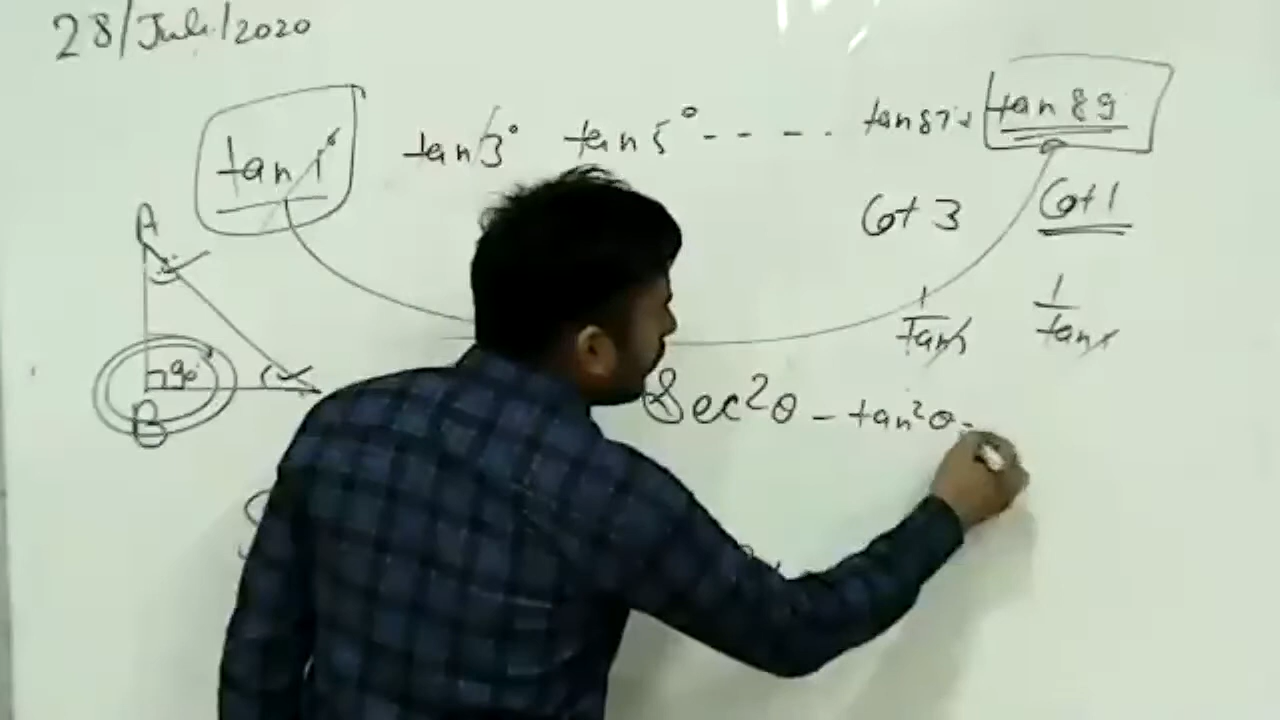 28/Jul/2020
tan 1° tan 3° tan 5° - - - - . tan 87. tan 89
Cot 3 Cot 1
1/tan 1/tan
A
90°
B
Sec²θ - tan²θ =